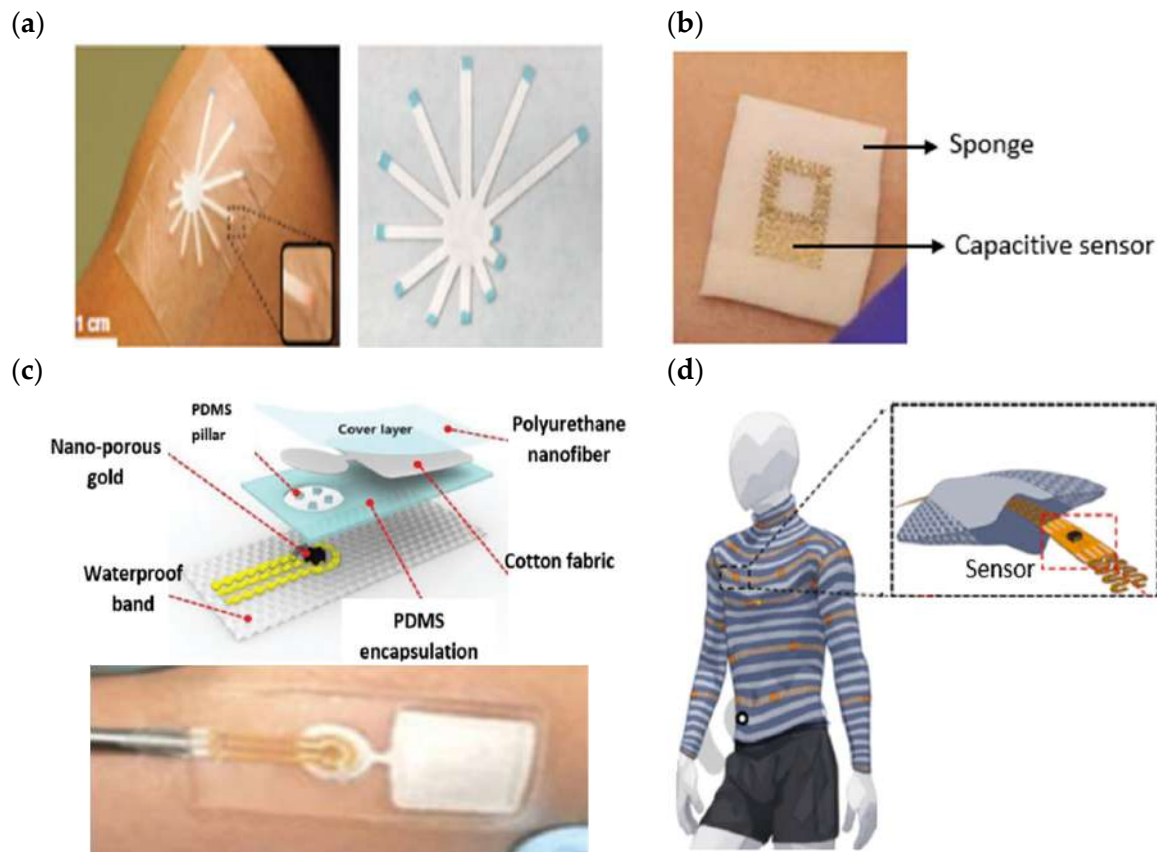 (a)
(b)
1 cm
Sponge
Capacitive sensor
(c)
(d)
PDMS
pillar
Cover layer
Polyurethane
nanofiber
Nano-porous
gold
Cotton fabric
Waterproof
band
PDMS
encapsulation
Sensor